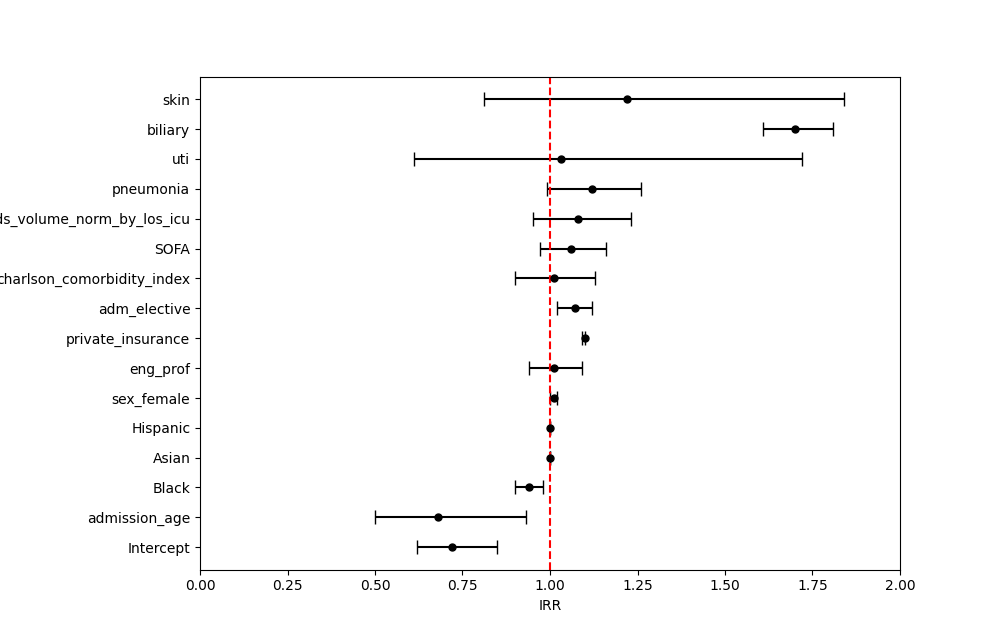 skin
biliary
uti
pneumonia
ds_volume_norm_by_los_icu
SOFA
charlson_comorbidity_index
adm_elective
private_insurance
eng_prof
sex_female
Hispanic
Asian
Black
admission_age
Intercept
0.00 0.25 0.50 0.75 1.00 1.25 1.50 1.75 2.00
IRR